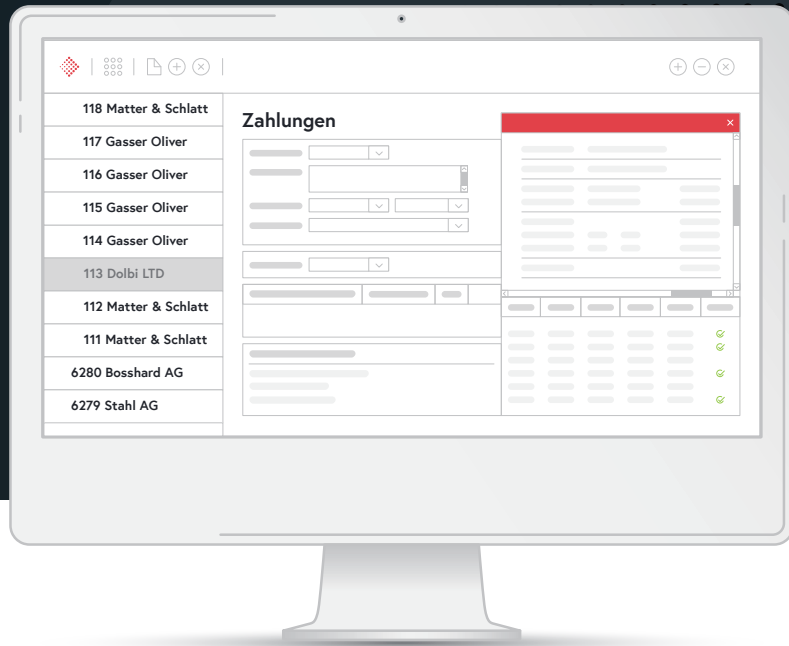 118 Matter & Schlatt
117 Gasser Oliver
116 Gasser Oliver
115 Gasser Oliver
114 Gasser Oliver
113 Dolbi LTD
112 Matter & Schlatt
111 Matter & Schlatt
6280 Bosshard AG
6279 Stahl AG
Zahlungen